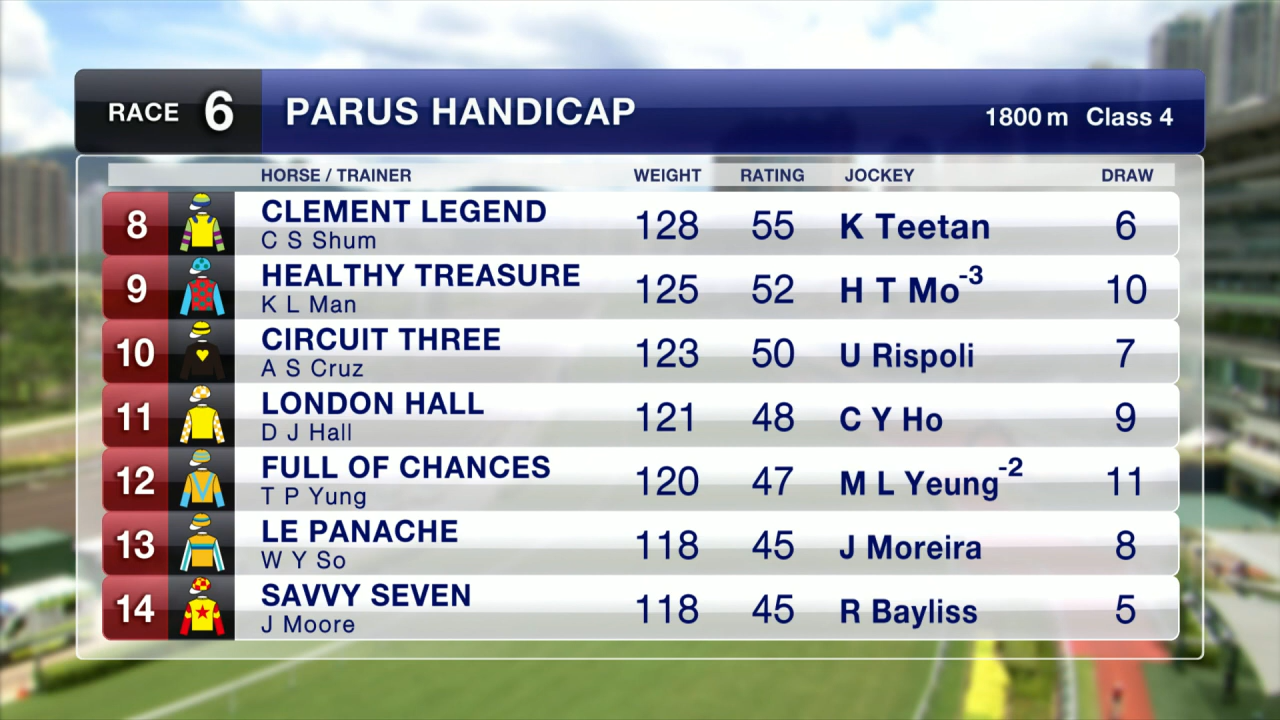 RACE 6 PARUS HANDICAP 1800 m Class 4
HORSE / TRAINER WEIGHT RATING JOCKEY DRAW
8 CLEMENT LEGEND 128 55 K Teetan 6
C S Shum
9 HEALTHY TREASURE 125 52 H T Mo-3 10
K L Man
10 CIRCUIT THREE 123 50 U Rispoli 7
A S Cruz
11 LONDON HALL 121 48 C Y Ho 9
D J Hall
12 FULL OF CHANCES 120 47 M L Yeung-2 11
T P Yung
13 LE PANACHE 118 45 J Moreira 8
W Y So
14 SAVVY SEVEN 118 45 R Bayliss 5
J Moore